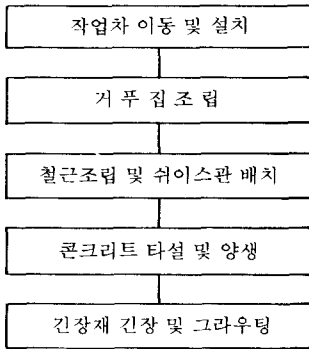 작업차 이동 및 설치
거푸집조립
철근조립 및 쉬이스관 배치
콘크리트 타설 및 양생
긴장재 긴장 및 그라우팅